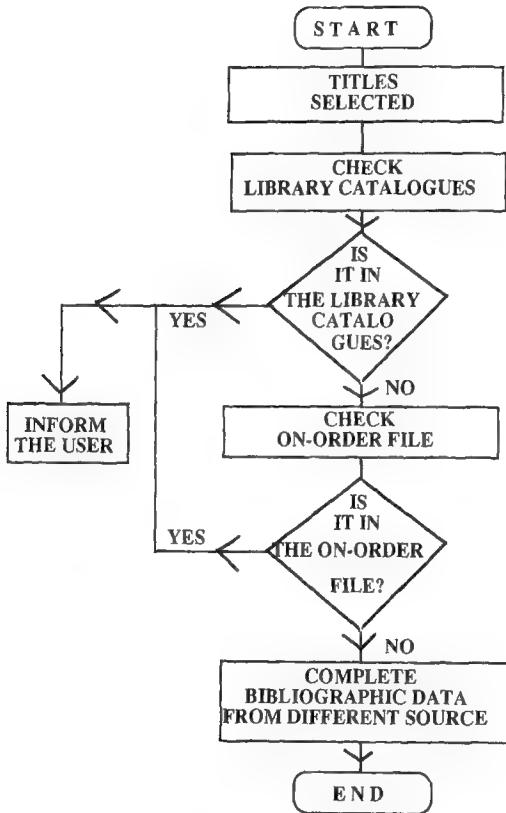 START
TITLES
SELECTED
CHECK
LIBRARY CATALOGUES
IS
IT IN
THE LIBRARY
CATALO
GUES?
YES
NO
INFORM
THE USER
CHECK
ON-ORDER FILE
IS
IT IN
THE ON-ORDER
FILE?
YES
NO
COMPLETE
BIBLIOGRAPHIC DATA
FROM DIFFERENT SOURCE
END